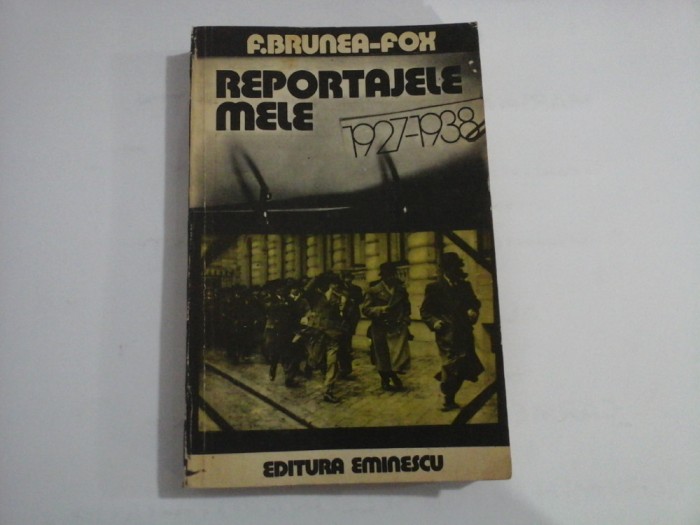 F.BRUNEA-FOX
REPORTAJELE
MELE
1927-1938
EDITURA EMINESCU